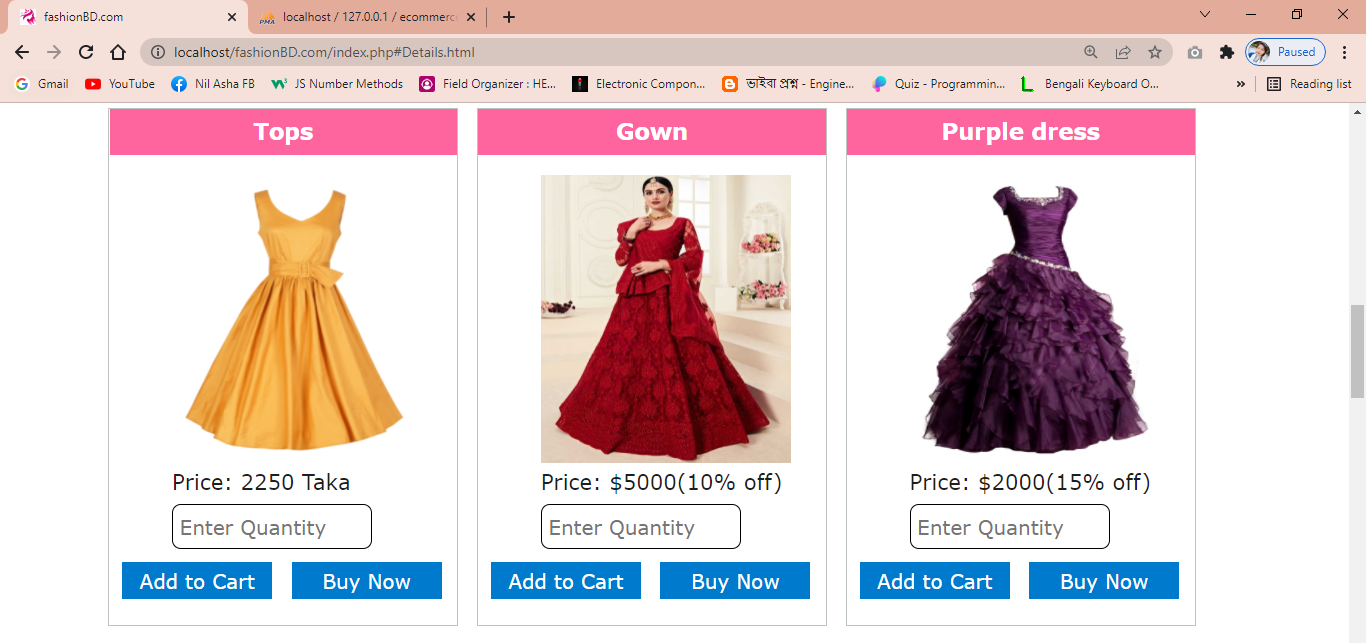 fashionBD.com
PMA
localhost / 127.0.0.1 / ecommerc
localhost/fashionBD.com/index.php#Details.html
Paused
Gmail
YouTube
Nil Asha FB
W3
JS Number Methods
Field Organizer : HE...
Electronic Compon...
ভাইবা প্রশ্ন - Engine...
Quiz - Programmin...
L
Bengali Keyboard O...
»
Reading list
Tops
Gown
Purple dress
Price: 2250 Taka
Price: $5000(10% off)
Price: $2000(15% off)
Enter Quantity
Enter Quantity
Enter Quantity
Add to Cart
Buy Now
Add to Cart
Buy Now
Add to Cart
Buy Now